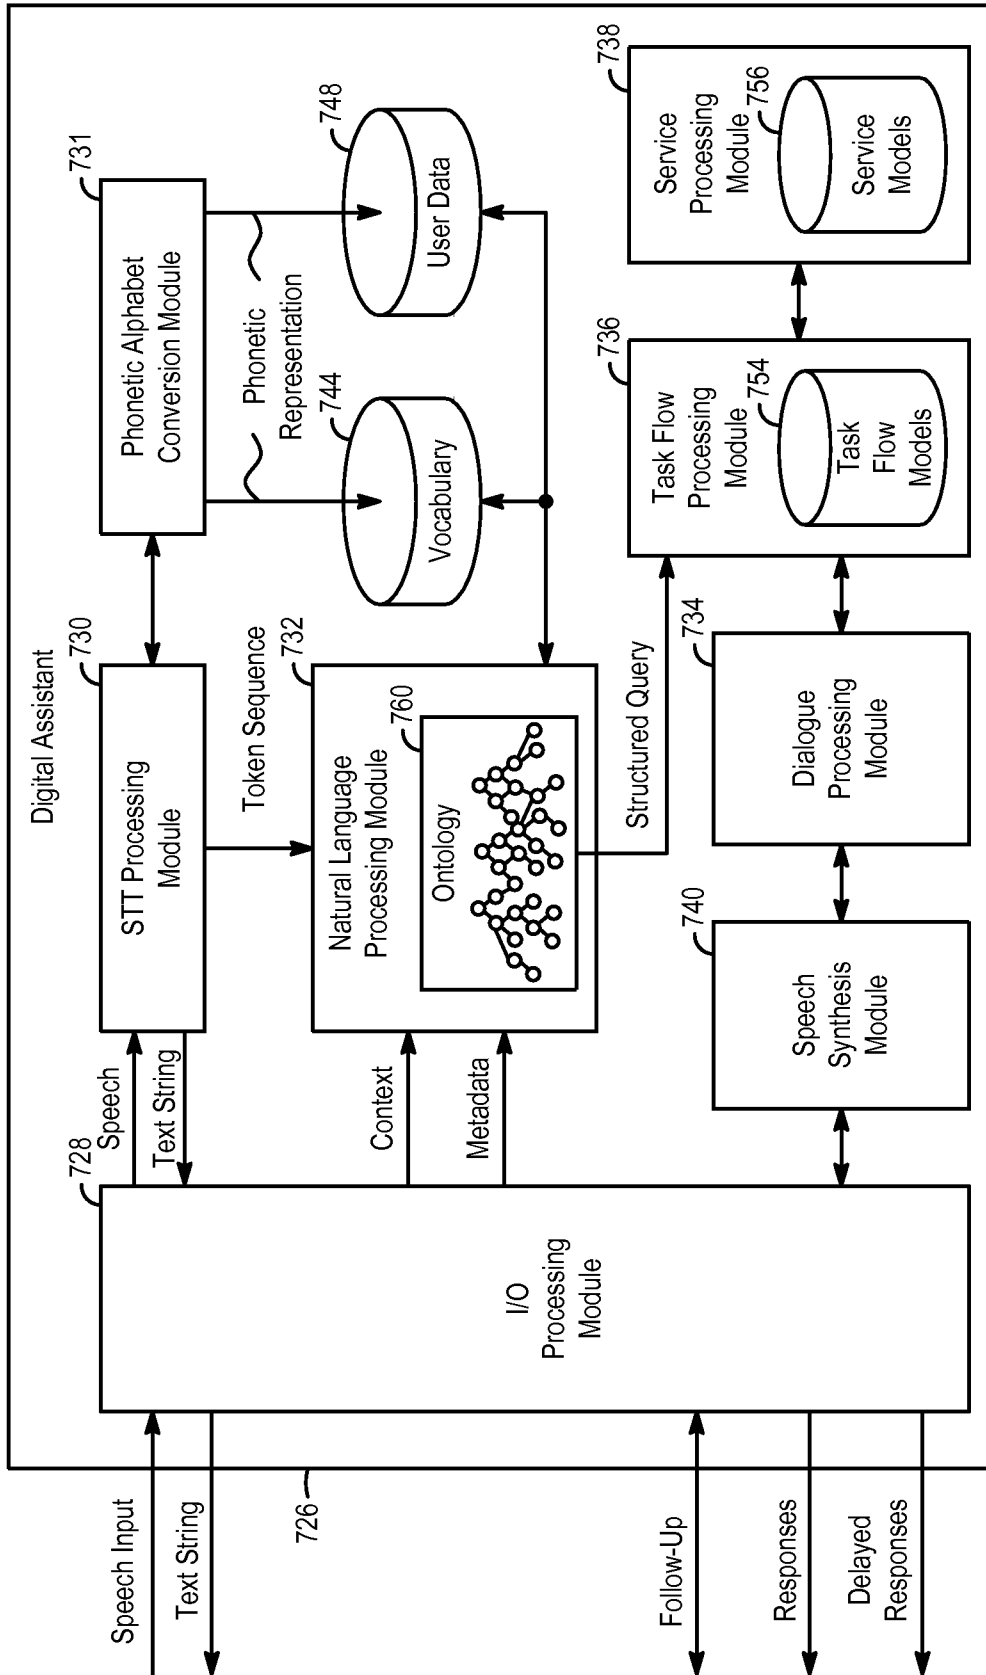 Digital Assistant
Speech Input
Text String
726
Follow-Up
Responses
Delayed
Responses
728
I/O
Processing
Module
Speech
Text String
Context
Metadata
730
STT Processing
Module
731
Phonetic Alphabet
Conversion Module
Phonetic
Representation
Token Sequence
732
Natural Language
Processing Module
760
Ontology
744
Vocabulary
748
User Data
Structured Query
740
Speech
Synthesis
Module
734
Dialogue
Processing
Module
736
Task Flow
Processing
Module
754
Task
Flow
Models
738
Service
Processing
Module
756
Service
Models